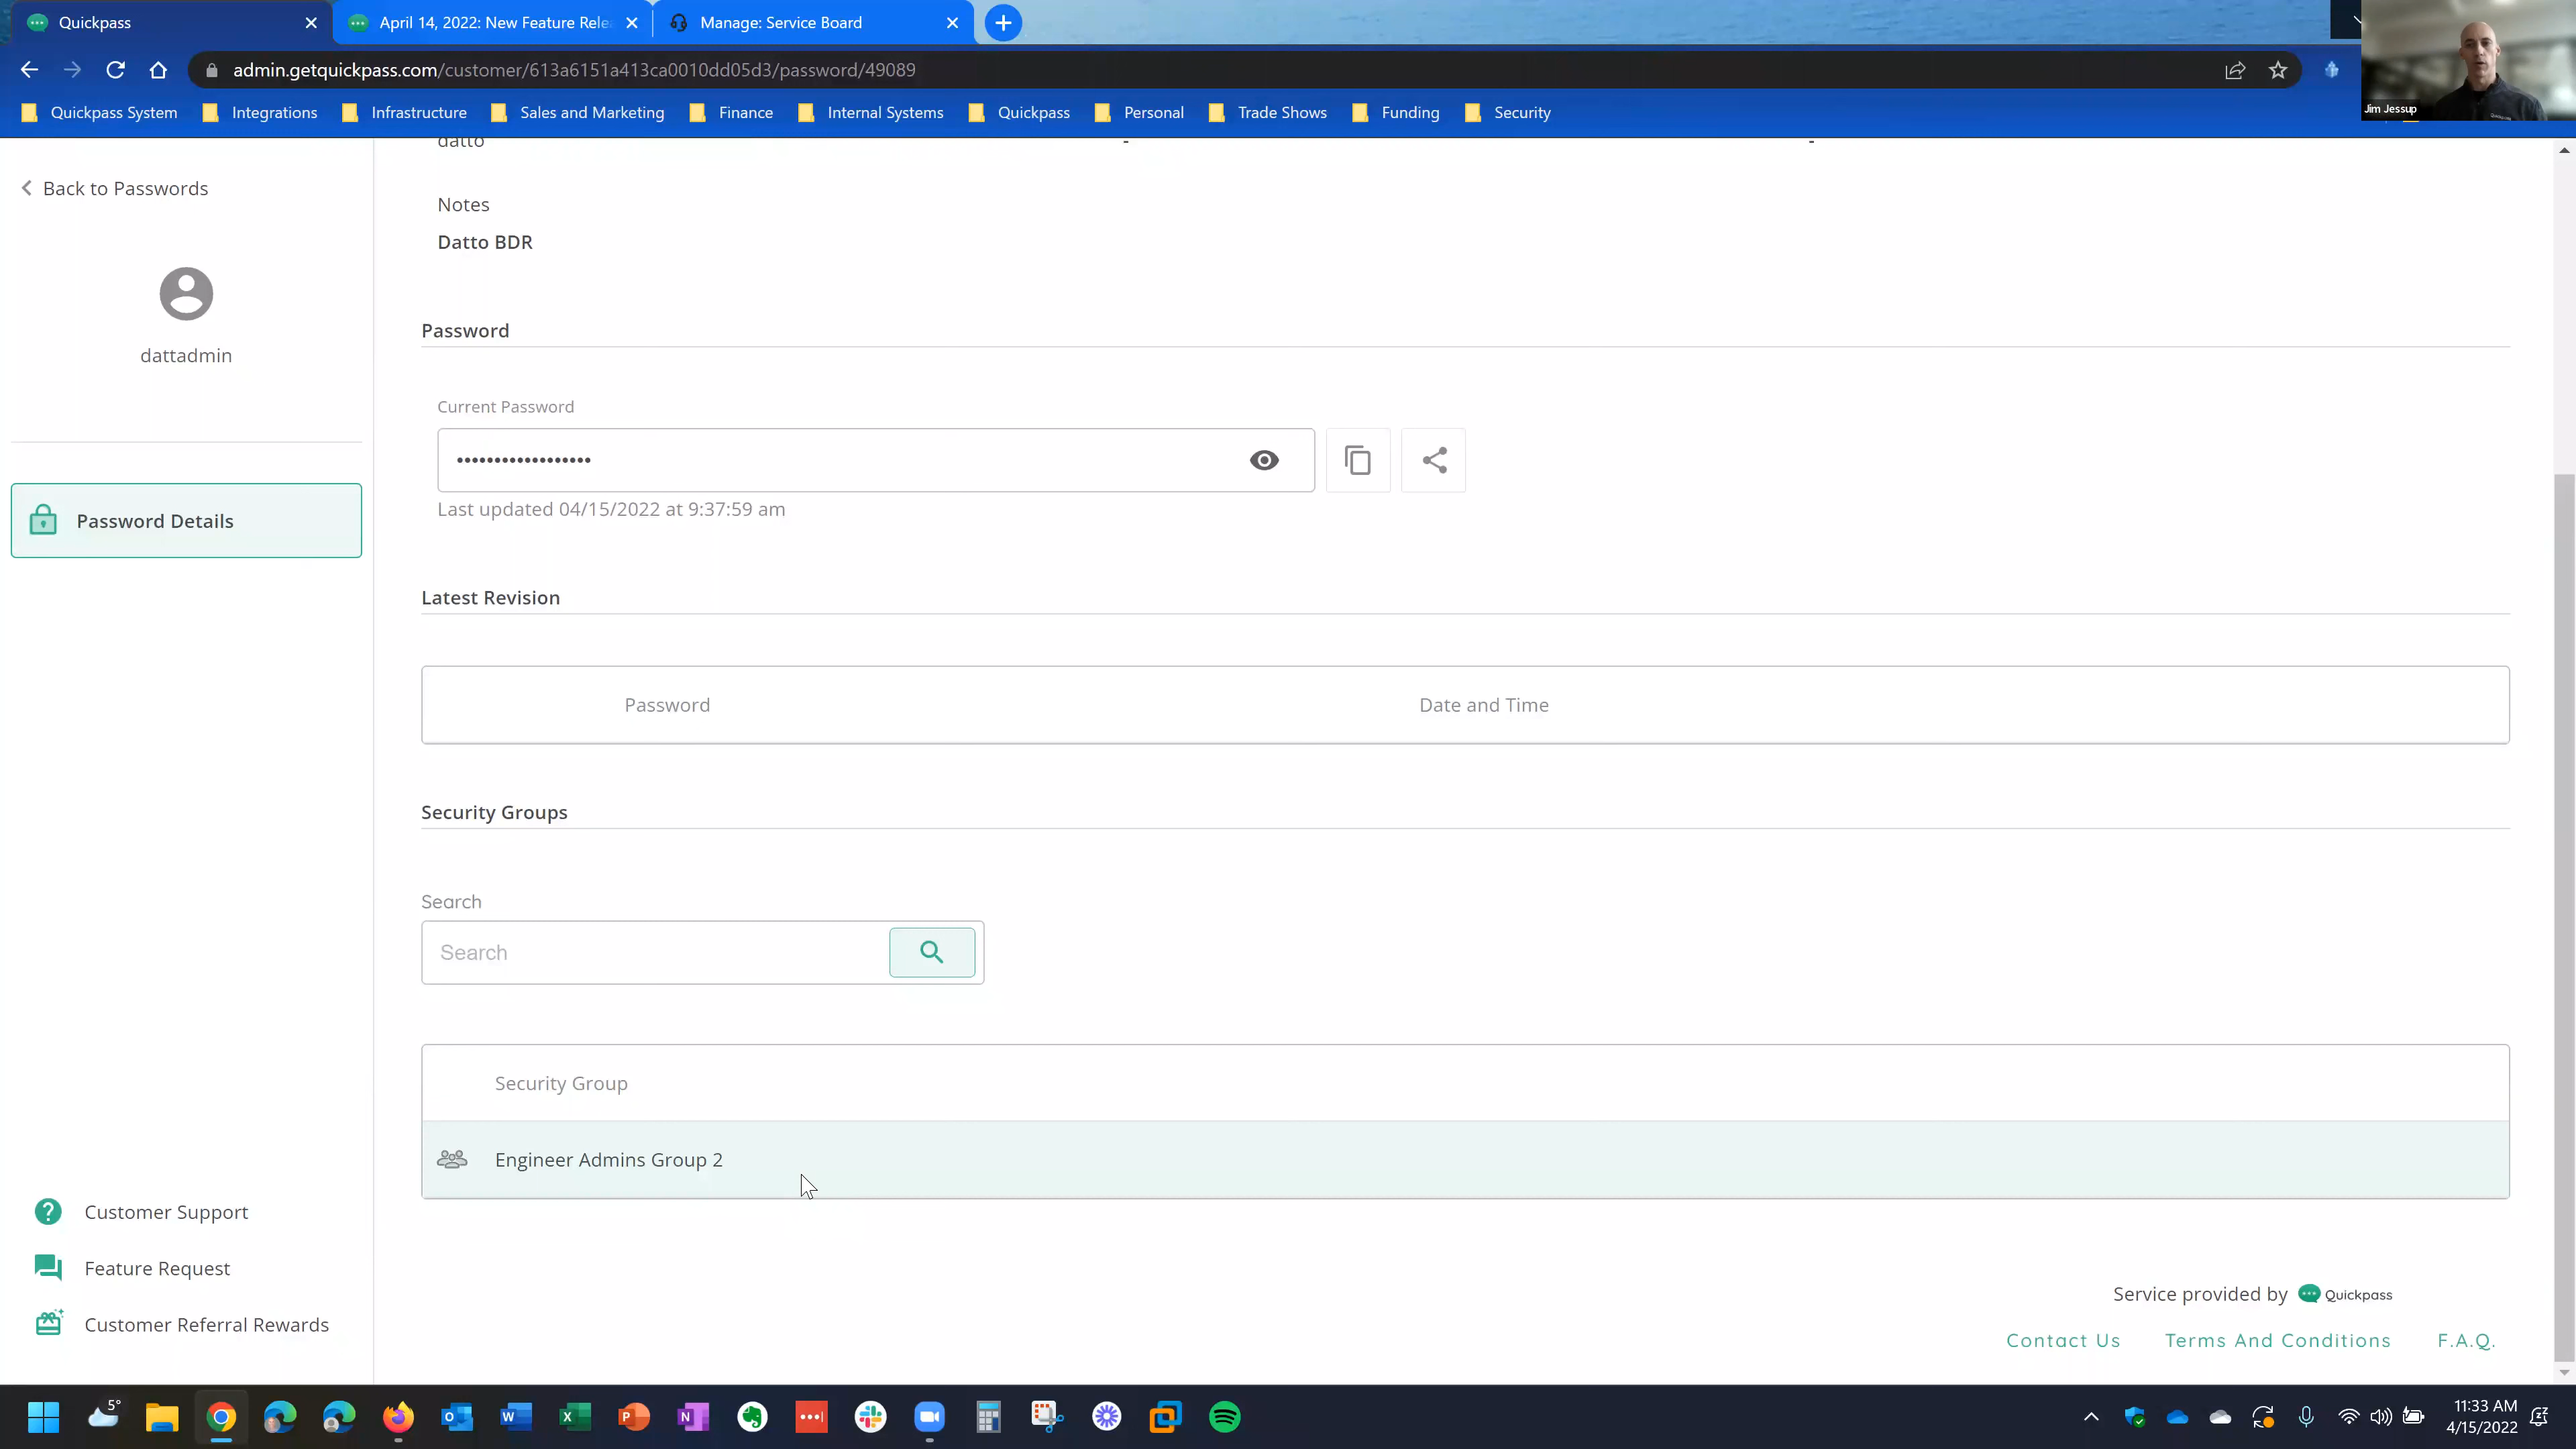 Quickpass
April 14, 2022: New Feature Rele
Manage: Service Board
admin.getquickpass.com/customer/613a6151a413ca0010dd05d3/password/49089
Jim Jessup
Quickpass System
Integrations
Infrastructure
Sales and Marketing
Finance
Internal Systems
Quickpass
Personal
Trade Shows
Funding
Security
datto
-
-
Back to Passwords
Notes
Datto BDR
dattadmin
Password
Current Password
••••••••••••••••••
Last updated 04/15/2022 at 9:37:59 am
Password Details
Latest Revision
Password
Date and Time
Security Groups
Search
Search
Security Group
Engineer Admins Group 2
Customer Support
Feature Request
Customer Referral Rewards
Service provided by Quickpass
Contact Us
Terms And Conditions
F.A.Q.
5°
11:33 AM
4/15/2022